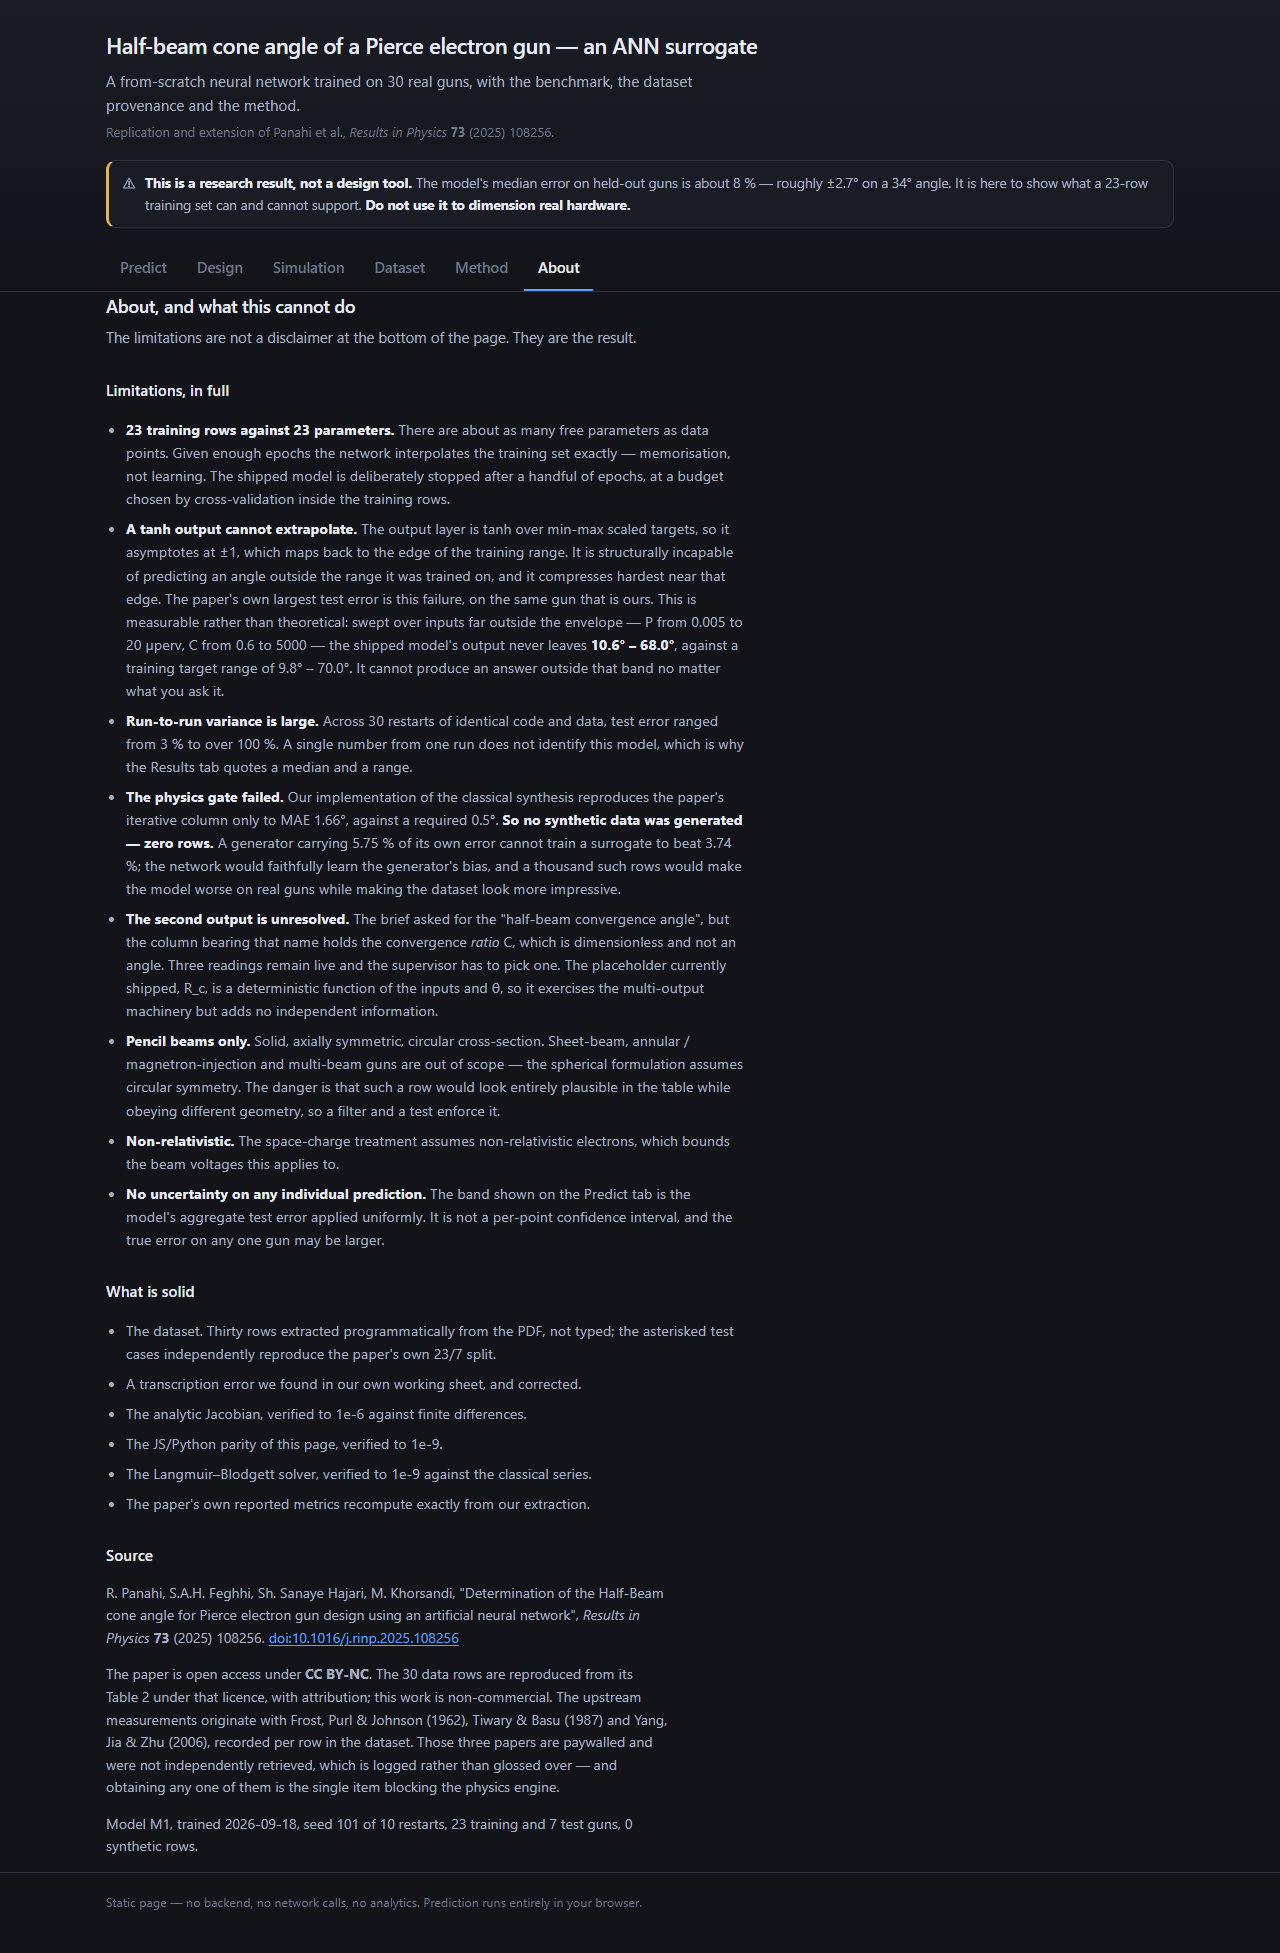 Half-beam cone angle of a Pierce electron gun — an ANN surrogate
A from-scratch neural network trained on 30 real guns, with the benchmark, the dataset
provenance and the method.
Replication and extension of Panahi et al., Results in Physics 73 (2025) 108256.
⚠ This is a research result, not a design tool. The model's median error on held-out guns is about 8 % — roughly ±2.7° on a 34° angle. It is here to show what a 23-row
training set can and cannot support. Do not use it to dimension real hardware.
Predict Design Simulation Dataset Method About
About, and what this cannot do
The limitations are not a disclaimer at the bottom of the page. They are the result.
Limitations, in full
• 23 training rows against 23 parameters. There are about as many free parameters as data
points. Given enough epochs the network interpolates the training set exactly — memorisation,
not learning. The shipped model is deliberately stopped after a handful of epochs, at a budget
chosen by cross-validation inside the training rows.
• A tanh output cannot extrapolate. The output layer is tanh over min-max scaled targets, so it
asymptotes at ±1, which maps back to the edge of the training range. It is structurally incapable
of predicting an angle outside the range it was trained on, and it compresses hardest near that
edge. The paper's own largest test error is this failure, on the same gun that is ours. This is
measurable rather than theoretical: swept over inputs far outside the envelope — P from 0.005 to
20 μperv, C from 0.6 to 5000 — the shipped model's output never leaves 10.6° – 68.0°, against a
training target range of 9.8° – 70.0°. It cannot produce an answer outside that band no matter
what you ask it.
• Run-to-run variance is large. Across 30 restarts of identical code and data, test error ranged
from 3 % to over 100 %. A single number from one run does not identify this model, which is why
the Results tab quotes a median and a range.
• The physics gate failed. Our implementation of the classical synthesis reproduces the paper's
iterative column only to MAE 1.66°, against a required 0.5°. So no synthetic data was generated
— zero rows. A generator carrying 5.75 % of its own error cannot train a surrogate to beat 3.74
%; the network would faithfully learn the generator's bias, and a thousand such rows would make
the model worse on real guns while making the dataset look more impressive.
• The second output is unresolved. The brief asked for the "half-beam convergence angle", but
the column bearing that name holds the convergence ratio C, which is dimensionless and not an
angle. Three readings remain live and the supervisor has to pick one. The placeholder currently
shipped, R_c, is a deterministic function of the inputs and θ, so it exercises the multi-output
machinery but adds no independent information.
• Pencil beams only. Solid, axially symmetric, circular cross-section. Sheet-beam, annular /
magnetron-injection and multi-beam guns are out of scope — the spherical formulation assumes
circular symmetry. The danger is that such a row would look entirely plausible in the table while
obeying different geometry, so a filter and a test enforce it.
• Non-relativistic. The space-charge treatment assumes non-relativistic electrons, which bounds
the beam voltages this applies to.
• No uncertainty on any individual prediction. The band shown on the Predict tab is the
model's aggregate test error applied uniformly. It is not a per-point confidence interval, and the
true error on any one gun may be larger.
What is solid
• The dataset. Thirty rows extracted programmatically from the PDF, not typed; the asterisked test
cases independently reproduce the paper's own 23/7 split.
• A transcription error we found in our own working sheet, and corrected.
• The analytic Jacobian, verified to 1e-6 against finite differences.
• The JS/Python parity of this page, verified to 1e-9.
• The Langmuir–Blodgett solver, verified to 1e-9 against the classical series.
• The paper's own reported metrics recompute exactly from our extraction.
Source
R. Panahi, S.A.H. Feghhi, Sh. Sanaye Hajari, M. Khorsandi, "Determination of the Half-Beam
cone angle for Pierce electron gun design using an artificial neural network", Results in
Physics 73 (2025) 108256. doi:10.1016/j.rinp.2025.108256
The paper is open access under CC BY-NC. The 30 data rows are reproduced from its
Table 2 under that licence, with attribution; this work is non-commercial. The upstream
measurements originate with Frost, Purl & Johnson (1962), Tiwary & Basu (1987) and Yang,
Jia & Zhu (2006), recorded per row in the dataset. Those three papers are paywalled and
were not independently retrieved, which is logged rather than glossed over — and
obtaining any one of them is the single item blocking the physics engine.
Model M1, trained 2026-09-18, seed 101 of 10 restarts, 23 training and 7 test guns, 0
synthetic rows.
Static page — no backend, no network calls, no analytics. Prediction runs entirely in your browser.